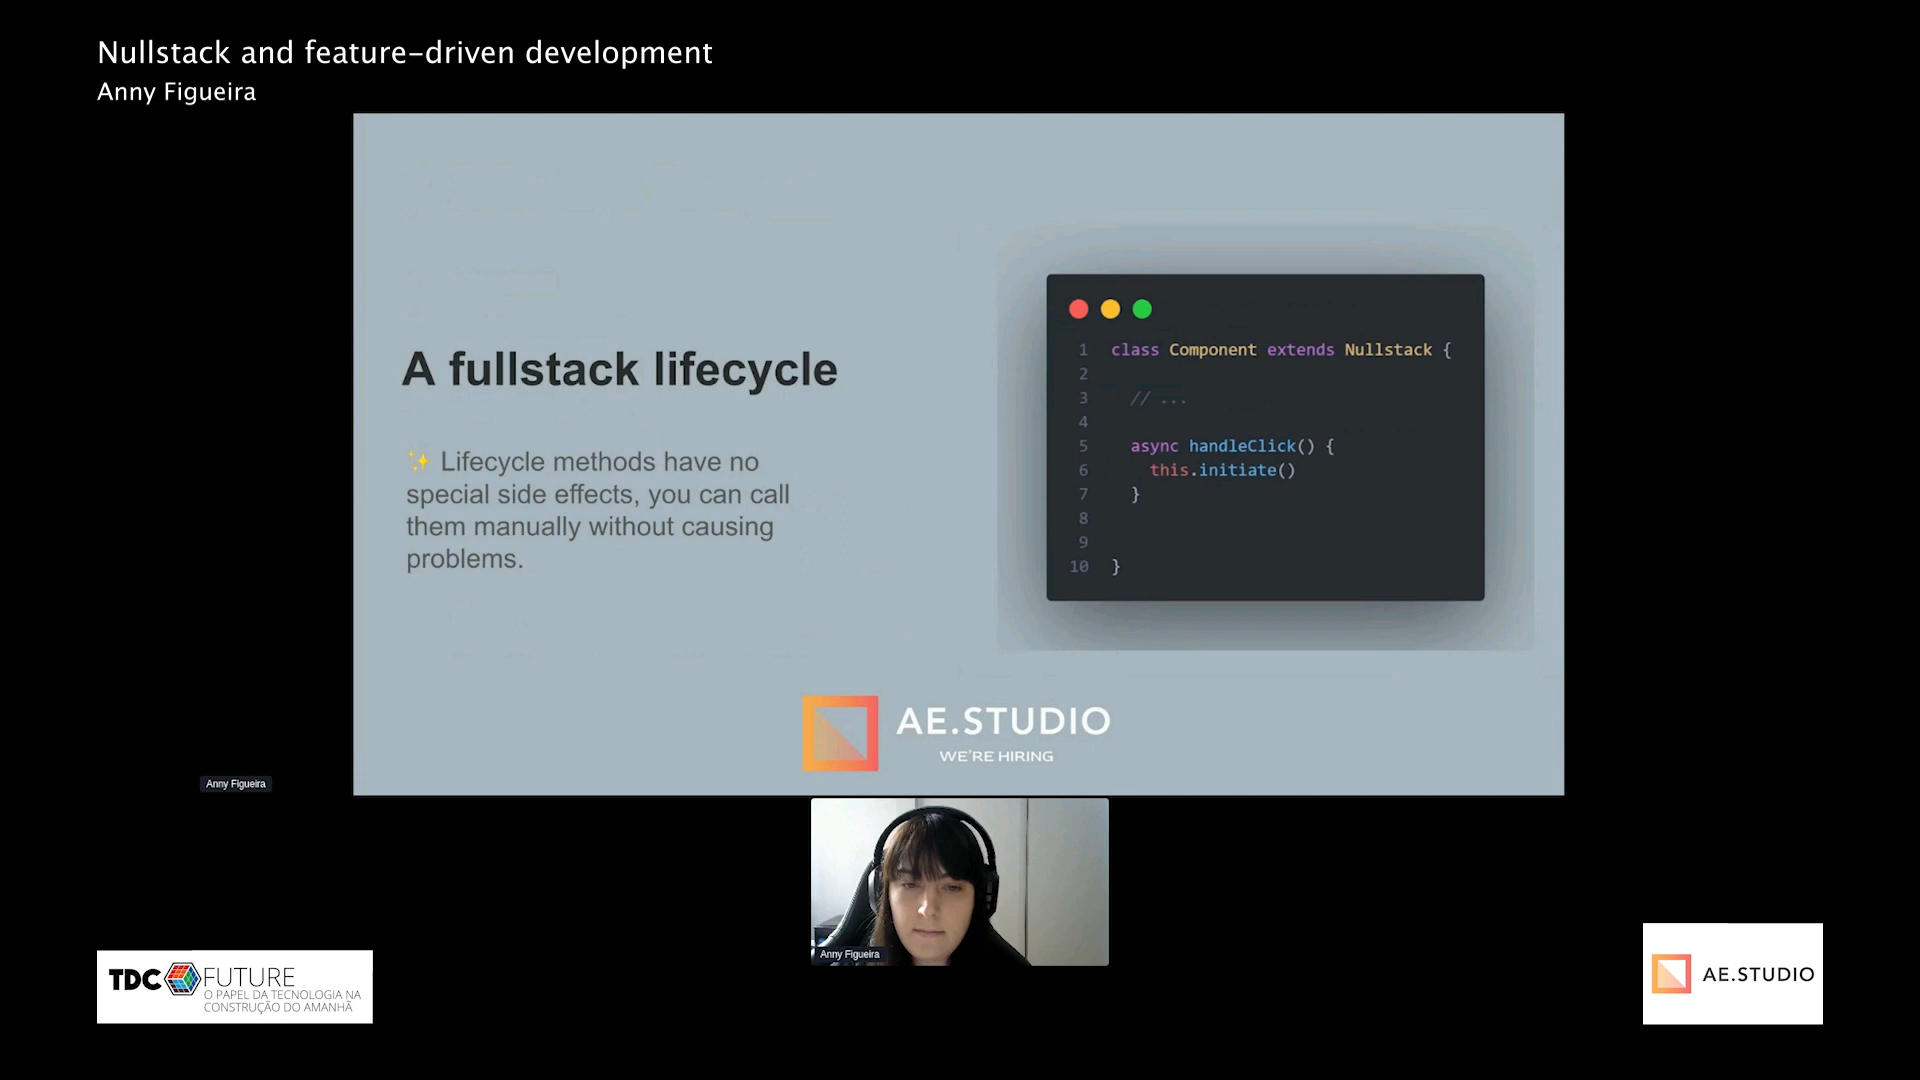 Nullstack and feature-driven development
Anny Figueira
A fullstack lifecycle
✨ Lifecycle methods have no
special side effects, you can call
them manually without causing
problems.
1 class Component extends Nullstack {
2
3 // ...
4
5 async handleClick() {
6 this.initiate()
7 }
8
9
10 }
AE.STUDIO
WE'RE HIRING
Anny Figueira
Anny Figueira
TDC FUTURE
O PAPEL DA TECNOLOGIA NA
CONSTRUÇÃO DO AMANHÃ
AE.STUDIO